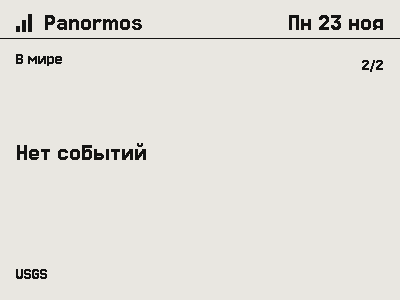 Panormos
Пн 23 ноя
В мире
2/2
Нет событий
USGS